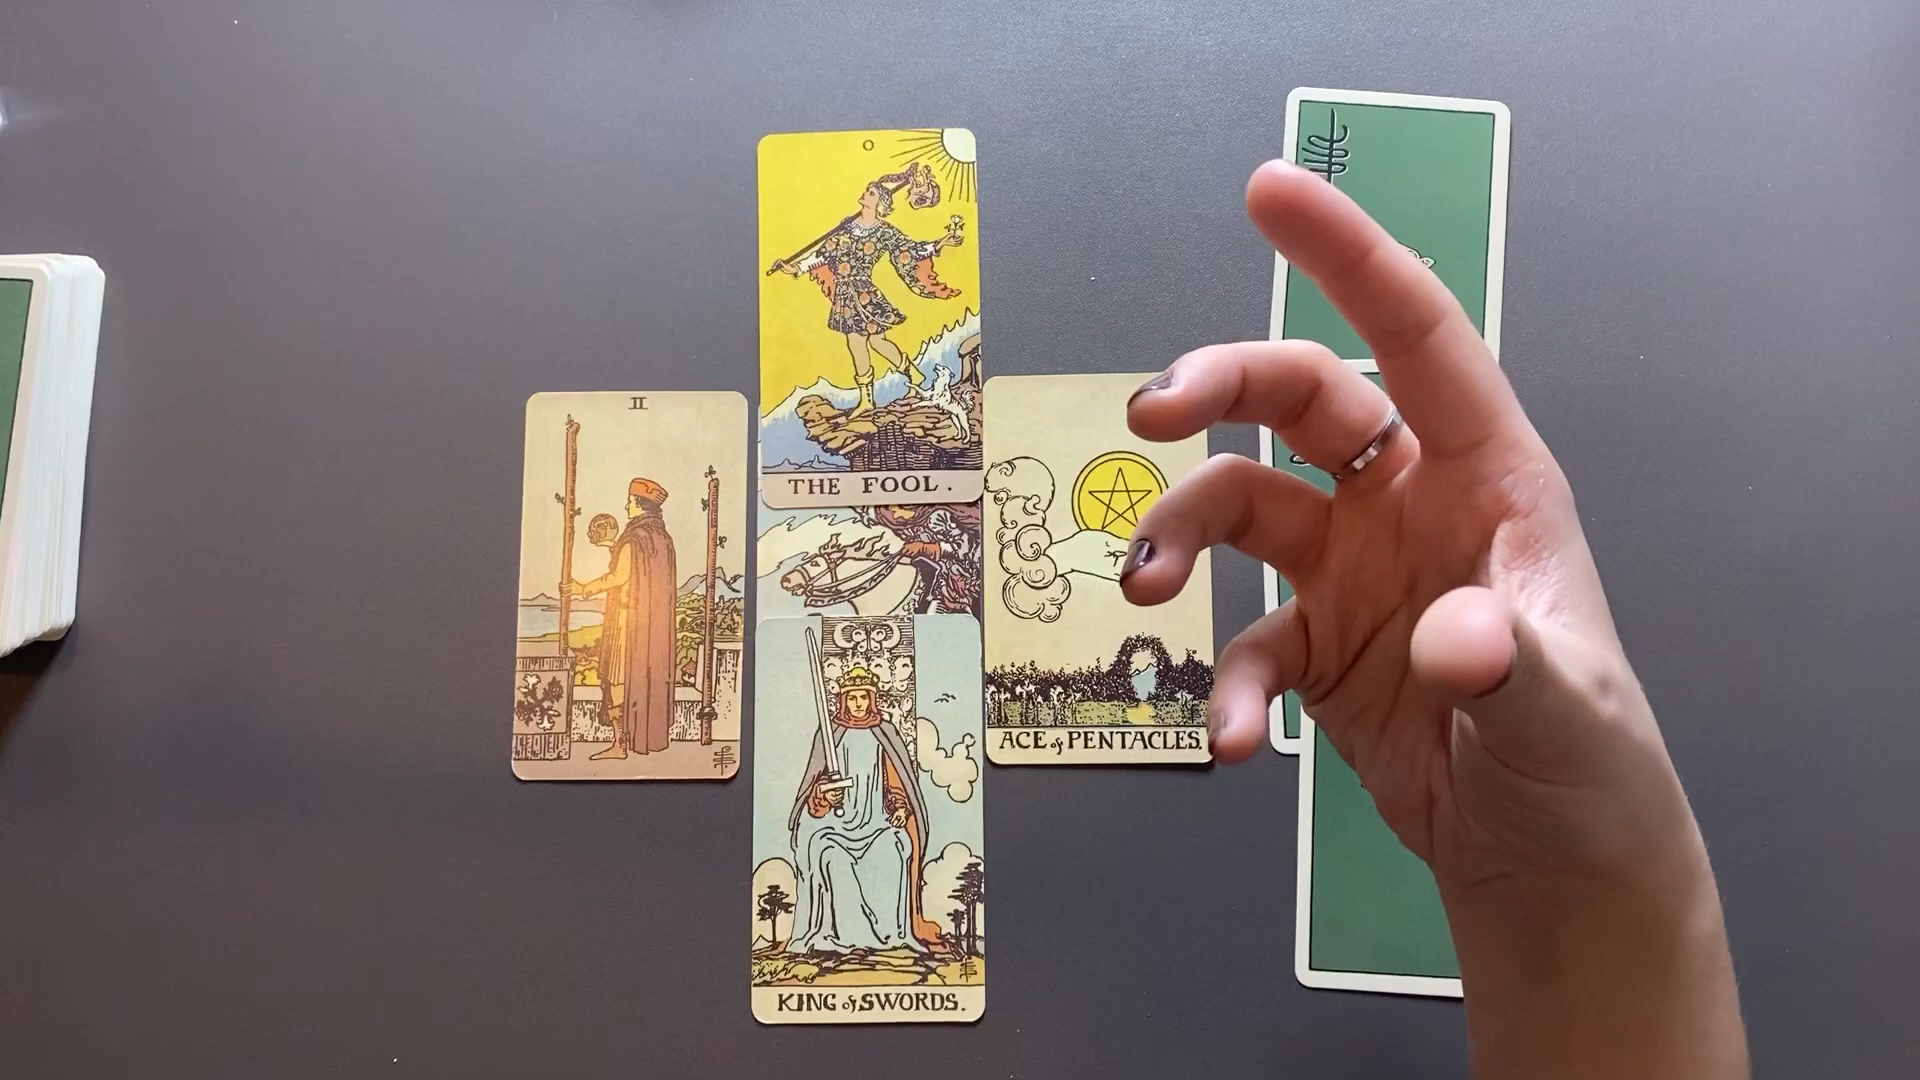 0
THE FOOL.
II
ACE of PENTACLES.
KING of SWORDS.